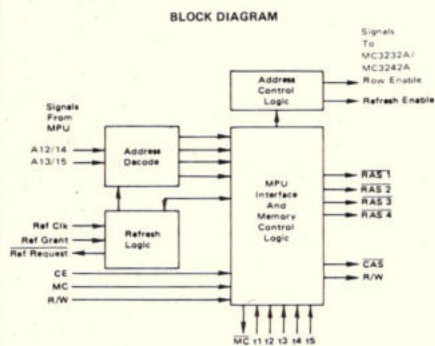 BLOCK DIAGRAM
Signals
To
MC3232A/
MC3242A
Address
Control
Logic
Row Enable
Refresh Enable
Signals
From
MPU
A12/14
A13/15
Address
Decode
MPU
Interface
And
Memory
Control
Logic
RAS 1
RAS 2
RAS 3
RAS 4
Ref Clk
Ref Grant
Ref Request
Refresh
Logic
CE
MC
R/W
CAS
R/W
MC t1 t2 t3 t4 t5